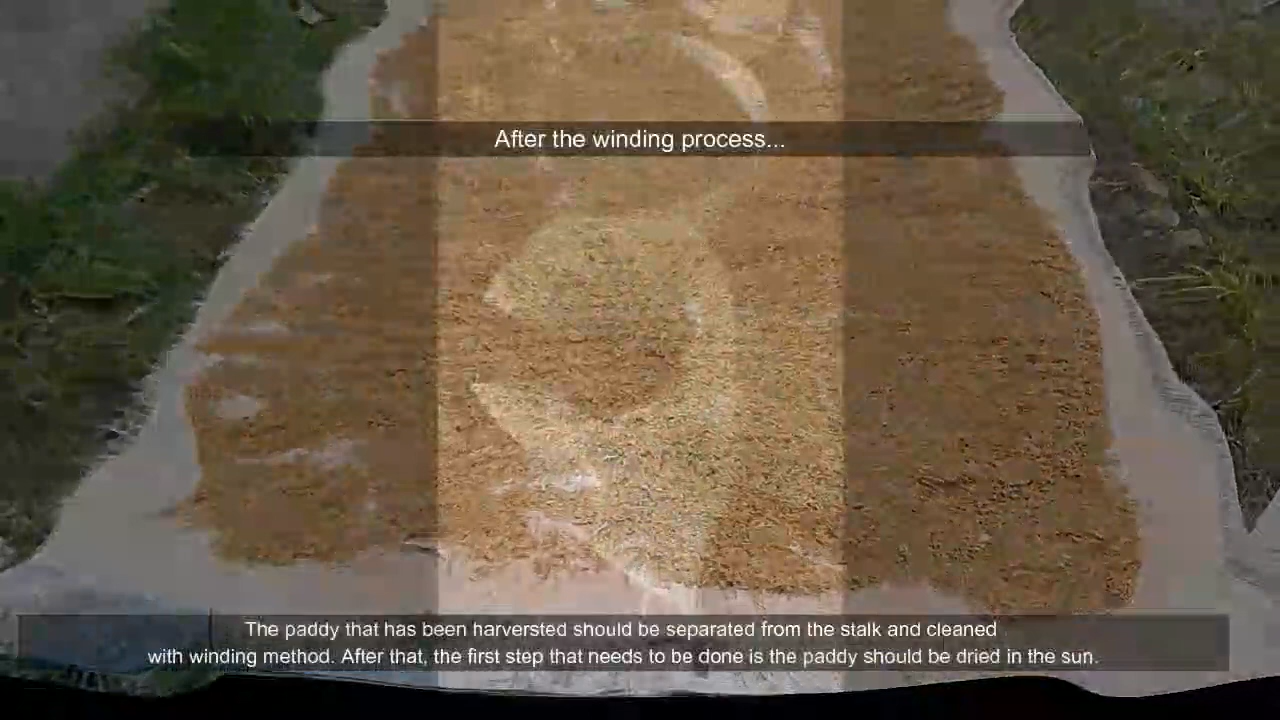 After the winding process...
The paddy that has been harversted should be separated from the stalk and cleaned
with winding method. After that, the first step that needs to be done is the paddy should be dried in the sun.